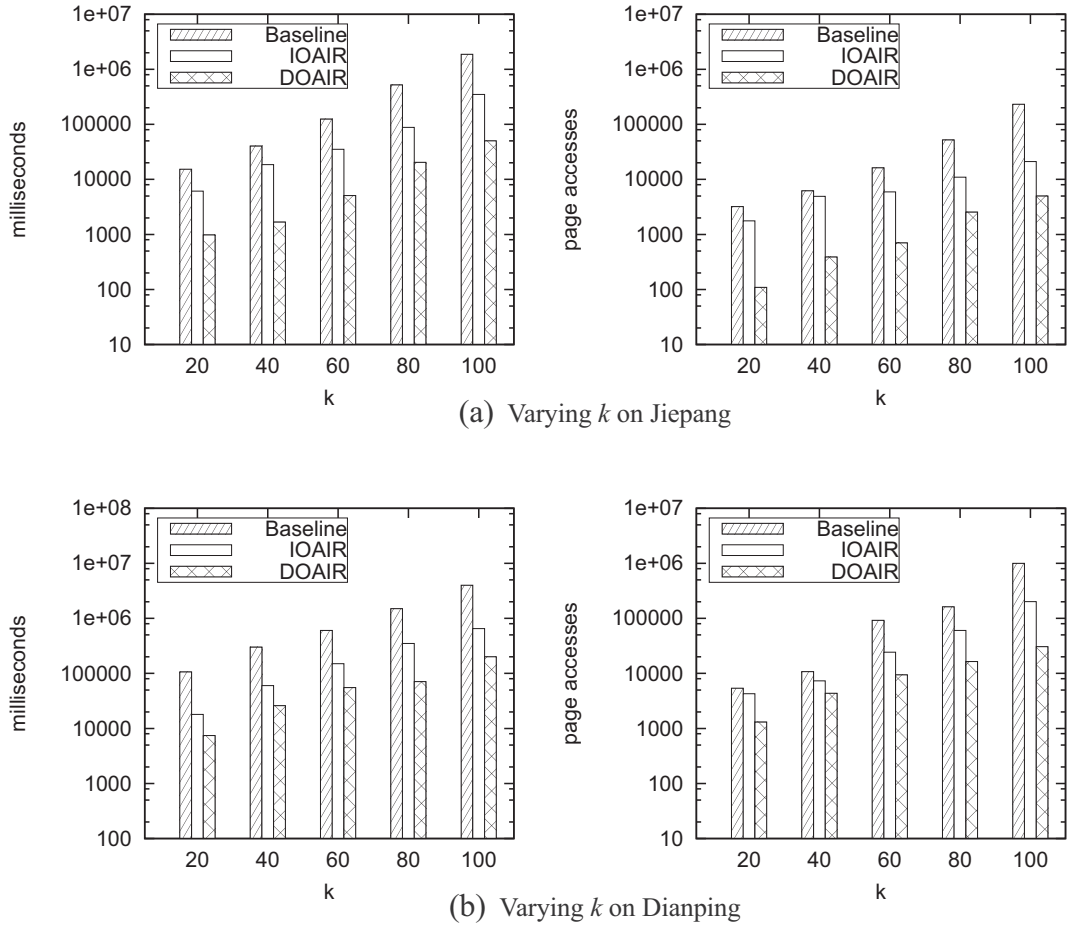 milliseconds
1e+07
1e+06
100000
10000
1000
100
10
Baseline
IOAIR
DOAIR
20 40 60 80 100
k
page accesses
1e+07
1e+06
100000
10000
1000
100
10
Baseline
IOAIR
DOAIR
20 40 60 80 100
k
(a) Varying k on Jiepang
milliseconds
1e+08
1e+07
1e+06
100000
10000
1000
100
Baseline
IOAIR
DOAIR
20 40 60 80 100
k
page accesses
1e+07
1e+06
100000
10000
1000
100
10
Baseline
IOAIR
DOAIR
20 40 60 80 100
k
(b) Varying k on Dianping